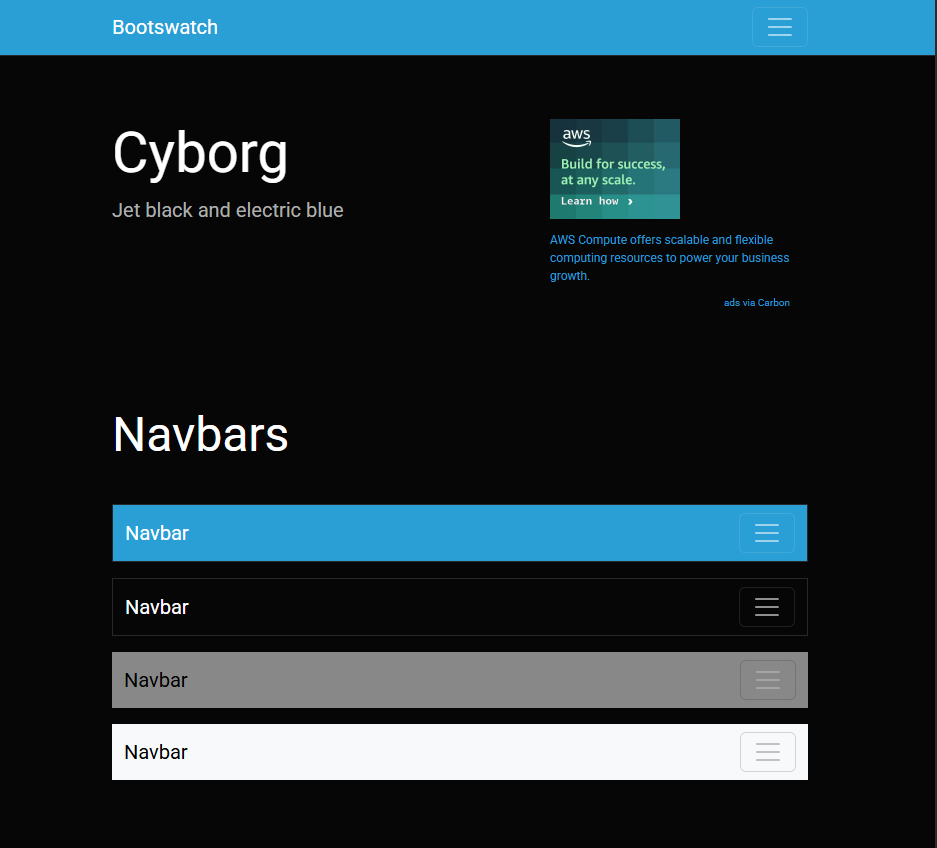 Bootswatch
Cyborg
Jet black and electric blue
aws
Build for success,
at any scale.
Learn how ›
AWS Compute offers scalable and flexible
computing resources to power your business
growth.
ads via Carbon
Navbars
Navbar
Navbar
Navbar
Navbar